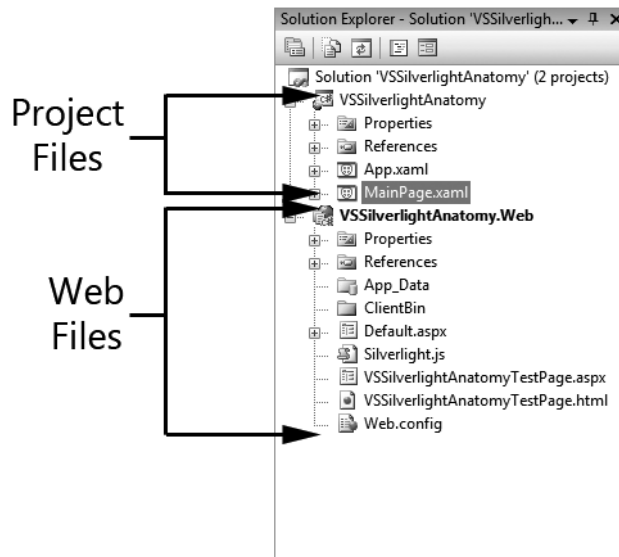 Solution Explorer - Solution 'VSSilverligh...
Solution 'VSSilverlightAnatomy' (2 projects)
C#
VSSilverlightAnatomy
Project
Files
Properties
References
App.xaml
MainPage.xaml
VSSilverlightAnatomy.Web
Web
Files
Properties
References
App_Data
ClientBin
Default.aspx
Silverlight.js
VSSilverlightAnatomyTestPage.aspx
VSSilverlightAnatomyTestPage.html
Web.config